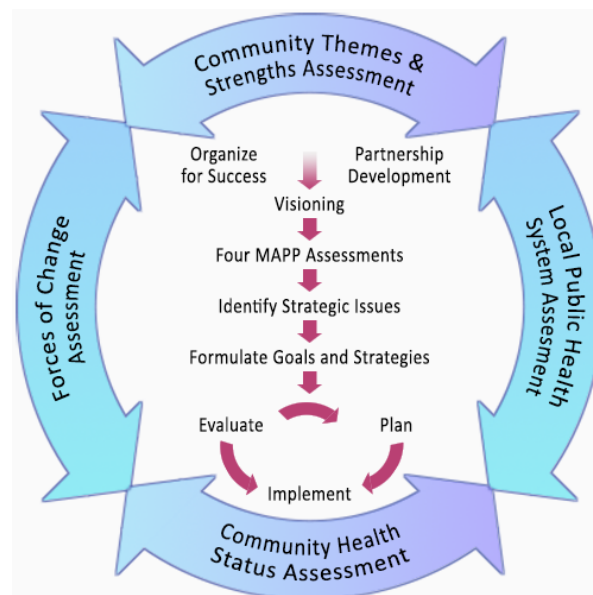 Community Themes &
Strengths Assessment
Organize
for Success
Partnership
Development
Visioning
Four MAPP Assessments
Identify Strategic Issues
Formulate Goals and Strategies
Evaluate
Plan
Implement
Forces of Change
Assessment
Local Public Health
System Assesment
Community Health
Status Assessment